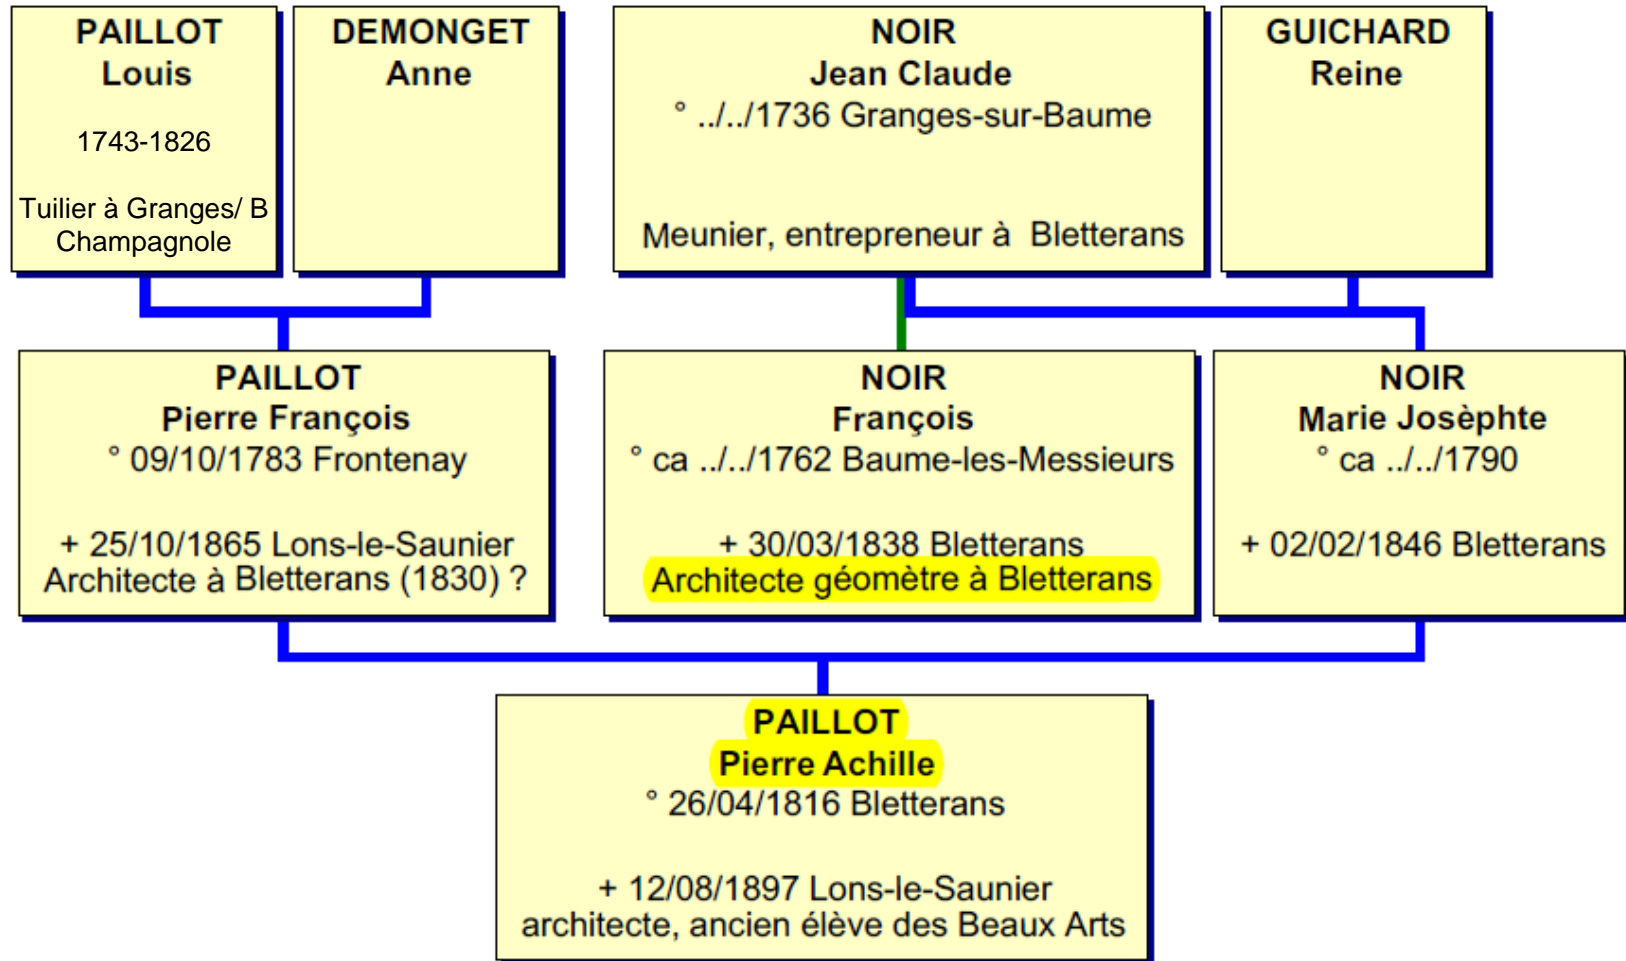 PAILLOT
Louis
1743-1826
Tuilier à Granges/ B
Champagnole
DEMONGET
Anne
NOIR
Jean Claude
° ../../1736 Granges-sur-Baume
Meunier, entrepreneur à Bletterans
GUICHARD
Reine
PAILLOT
Pierre François
° 09/10/1783 Frontenay
+ 25/10/1865 Lons-le-Saunier
Architecte à Bletterans (1830) ?
NOIR
François
° ca ../../1762 Baume-les-Messieurs
+ 30/03/1838 Bletterans
Architecte géomètre à Bletterans
NOIR
Marie Josèphte
° ca ../../1790
+ 02/02/1846 Bletterans
PAILLOT
Pierre Achille
° 26/04/1816 Bletterans
+ 12/08/1897 Lons-le-Saunier
architecte, ancien élève des Beaux Arts